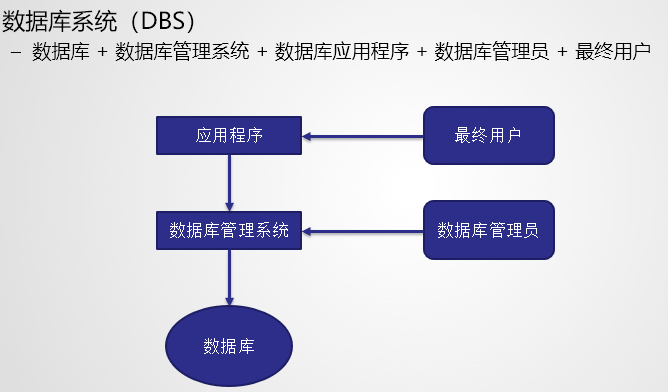 数据库系统（DBS）
– 数据库 + 数据库管理系统 + 数据库应用程序 + 数据库管理员 + 最终用户
应用程序
最终用户
数据库管理系统
数据库管理员
数据库